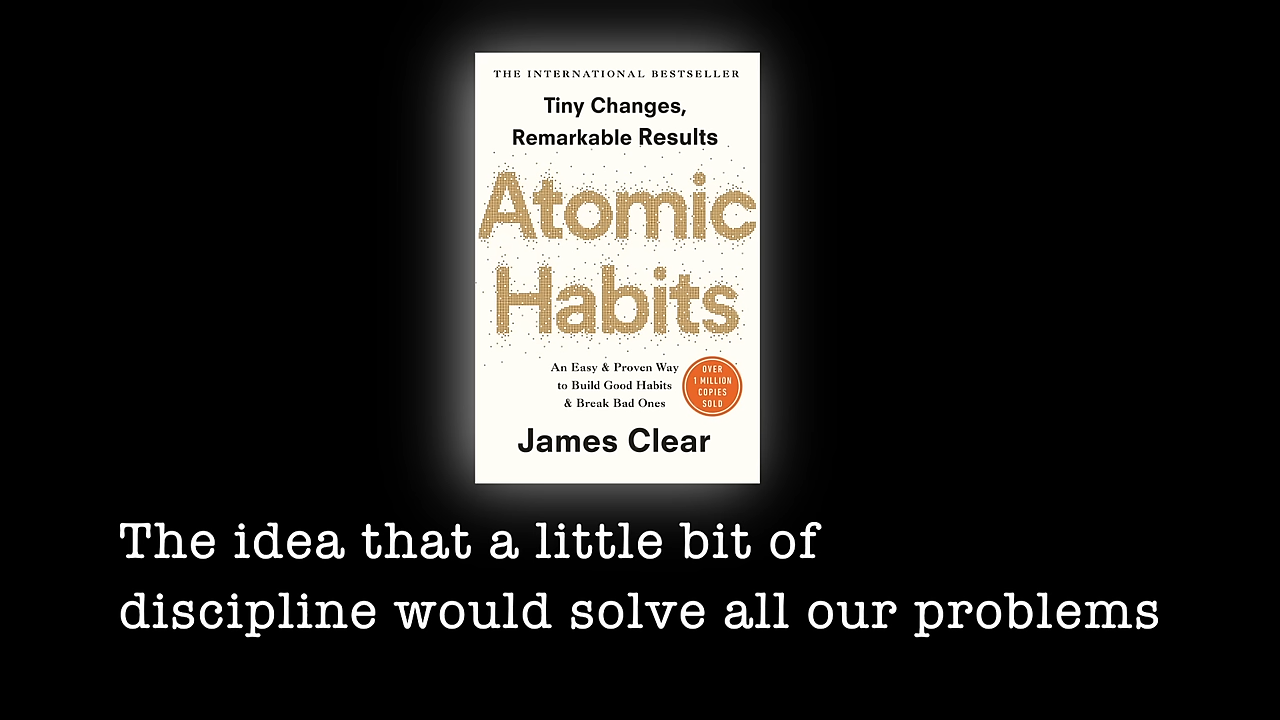 THE INTERNATIONAL BESTSELLER
Tiny Changes,
Remarkable Results
Atomic
Habits
An Easy & Proven Way
to Build Good Habits
& Break Bad Ones
OVER
1 MILLION
COPIES
SOLD
James Clear
The idea that a little bit of
discipline would solve all our problems